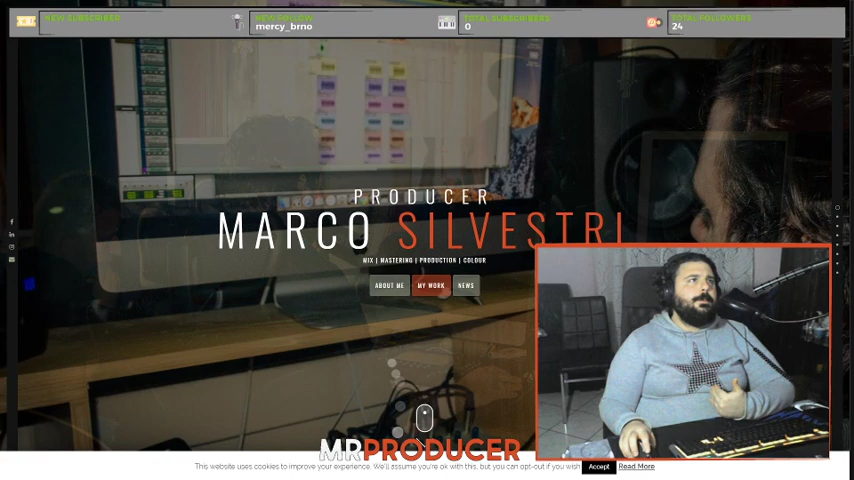 NEW SUBSCRIBER
NEW FOLLOW
mercy_brno
TOTAL SUBSCRIBERS
0
TOTAL FOLLOWERS
24
PRODUCER
MARCO SILVESTRI
MIX | MASTERING | PRODUCTION | COLOUR
ABOUT ME
MY WORK
NEWS
MRPRODUCER
This website uses cookies to improve your experience. We'll assume you're ok with this, but you can opt-out if you wish
Accept
Read More